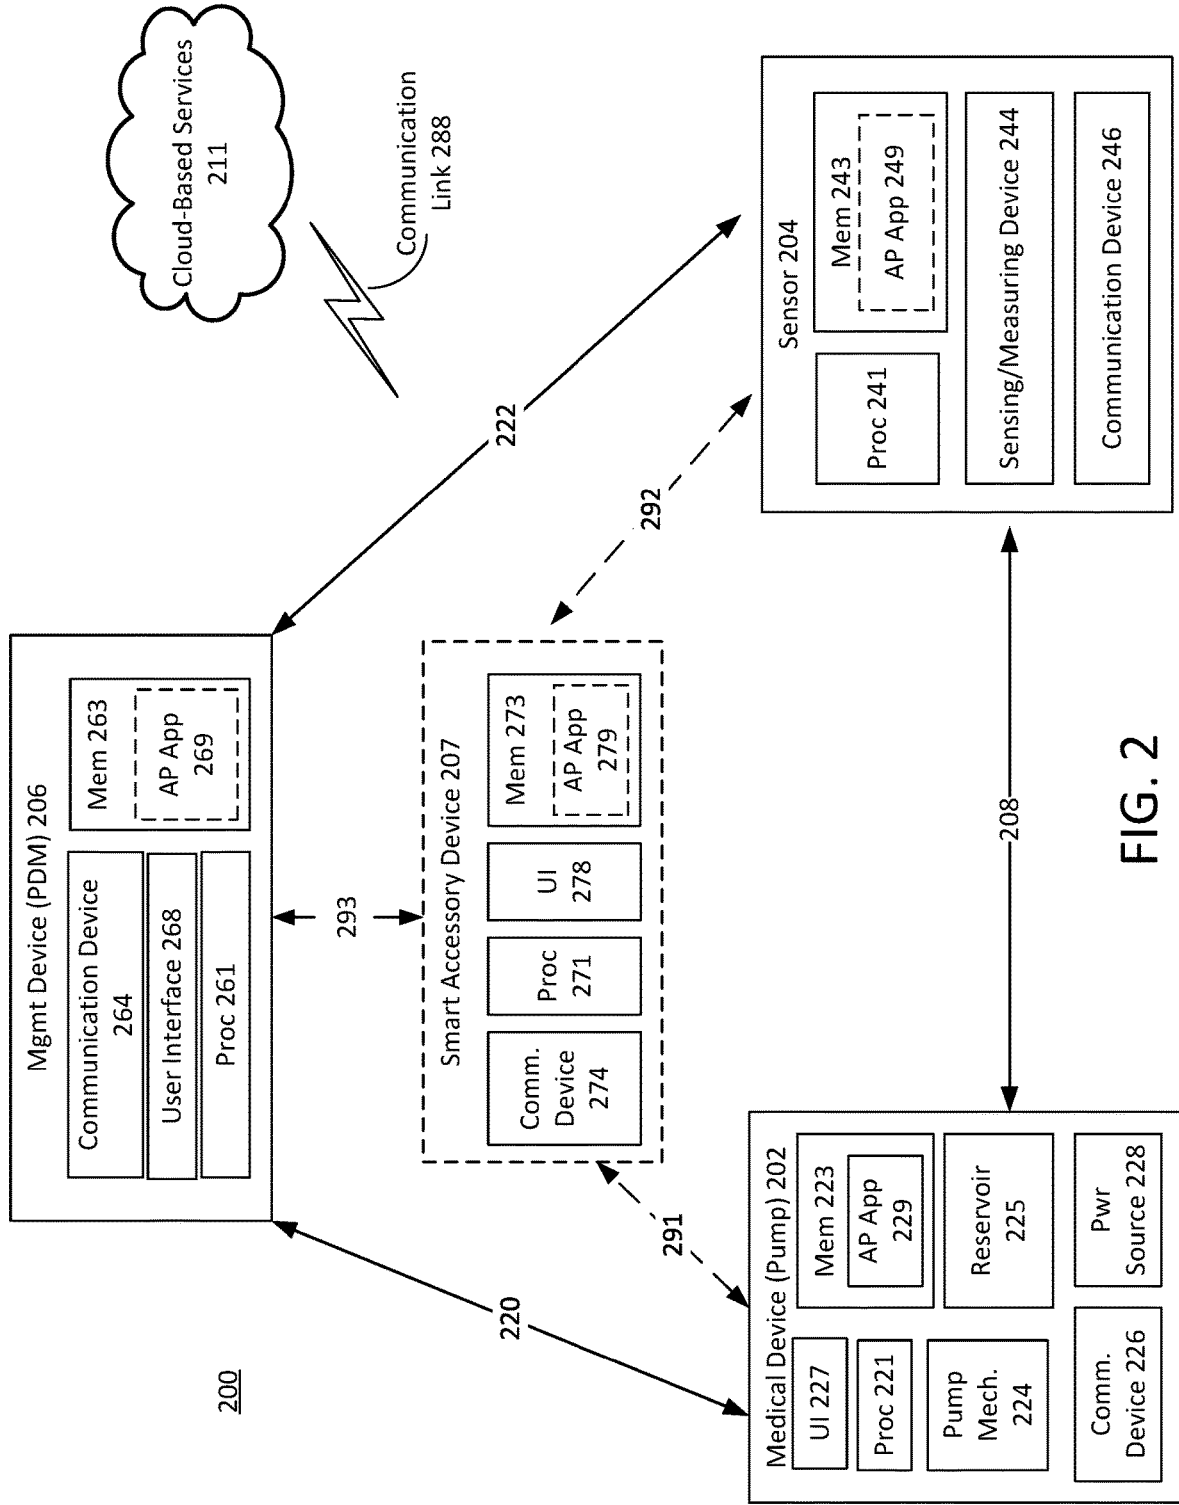 200
Mgmt Device (PDM) 206
Communication Device
264
User Interface 268
Proc 261
Mem 263
AP App
269
Cloud-Based Services
211
Communication
Link 288
220
293
222
Smart Accessory Device 207
Comm.
Device
274
Proc
271
UI
278
Mem 273
AP App
279
291
292
Medical Device (Pump) 202
UI 227
Proc 221
Pump
Mech.
224
Comm.
Device 226
Mem 223
AP App
229
Reservoir
225
Pwr
Source 228
208
Sensor 204
Proc 241
Mem 243
AP App 249
Sensing/Measuring Device 244
Communication Device 246
FIG. 2